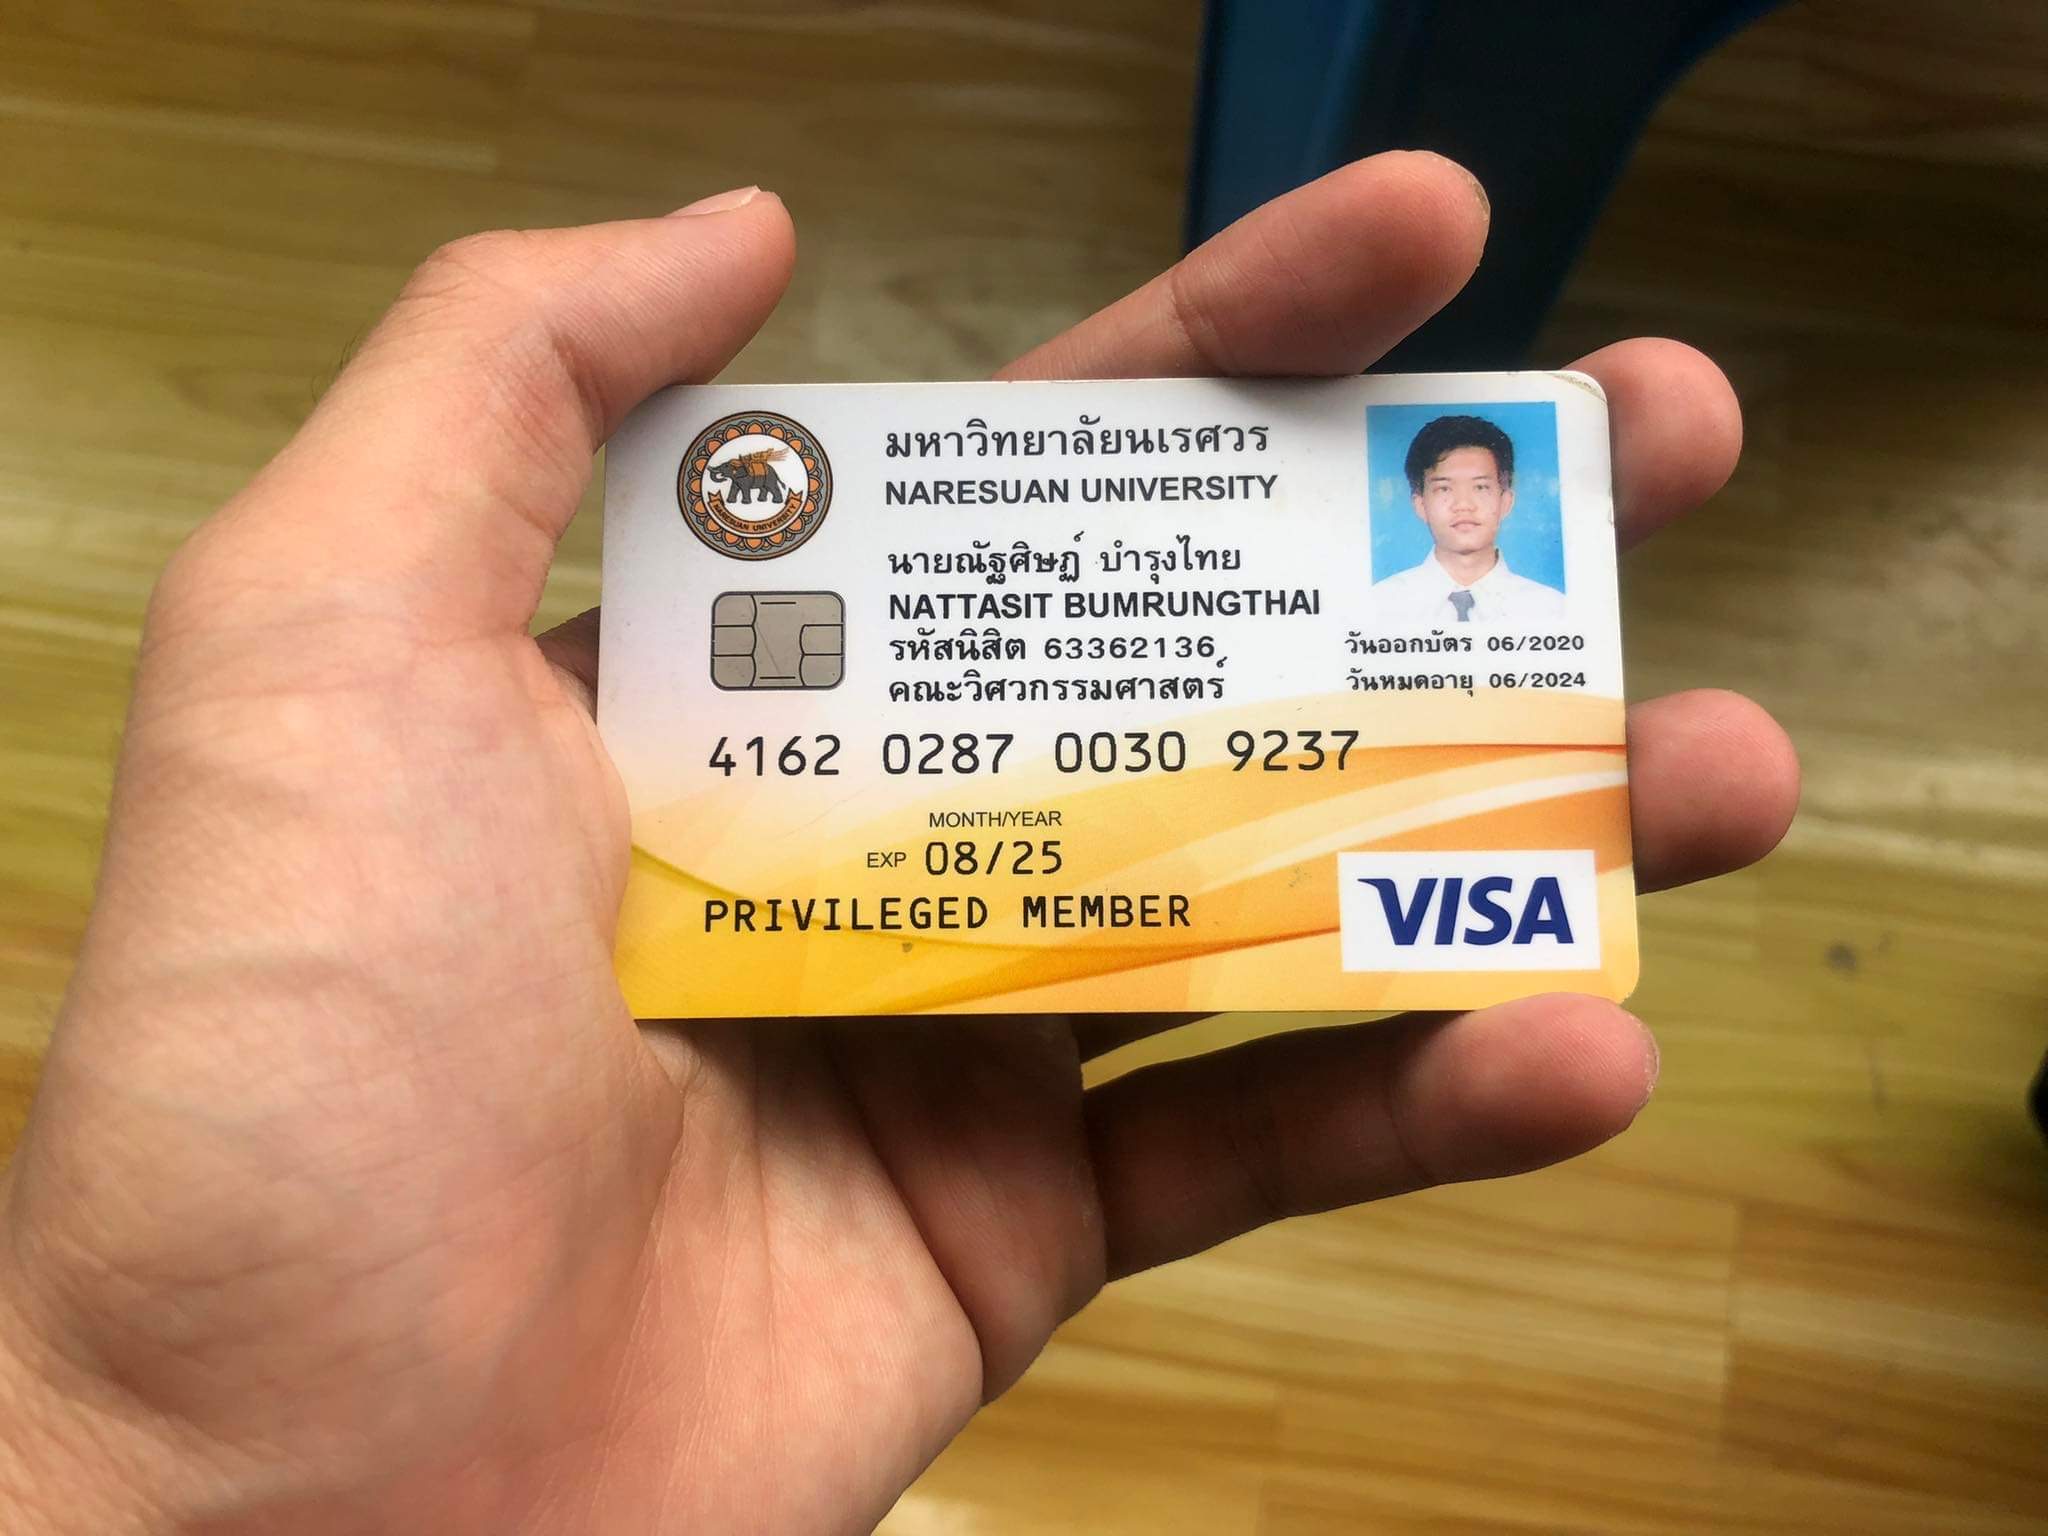 มหาวิทยาลัยนเรศวร
NARESUAN UNIVERSITY
NARESUAN UNIVERSITY
นายณัฐศิษฏ์ บำรุงไทย
NATTASIT BUMRUNGTHAI
รหัสนิสิต 63362136
คณะวิศวกรรมศาสตร์
วันออกบัตร 06/2020
วันหมดอายุ 06/2024
4162 0287 0030 9237
MONTH/YEAR
EXP 08/25
PRIVILEGED MEMBER
VISA